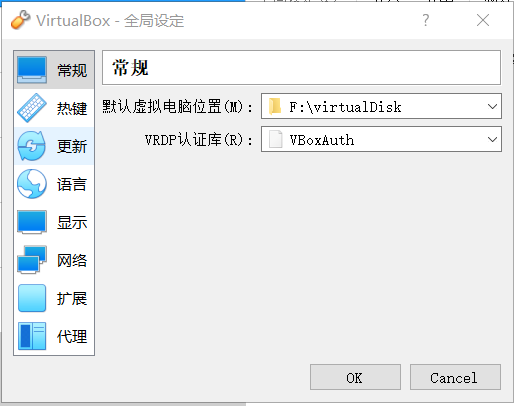 VirtualBox - 全局设定
常规
热键
更新
语言
显示
网络
扩展
代理
常规
默认虚拟电脑位置(M): F:\virtualDisk
VRDP认证库(R): VBoxAuth
OK Cancel